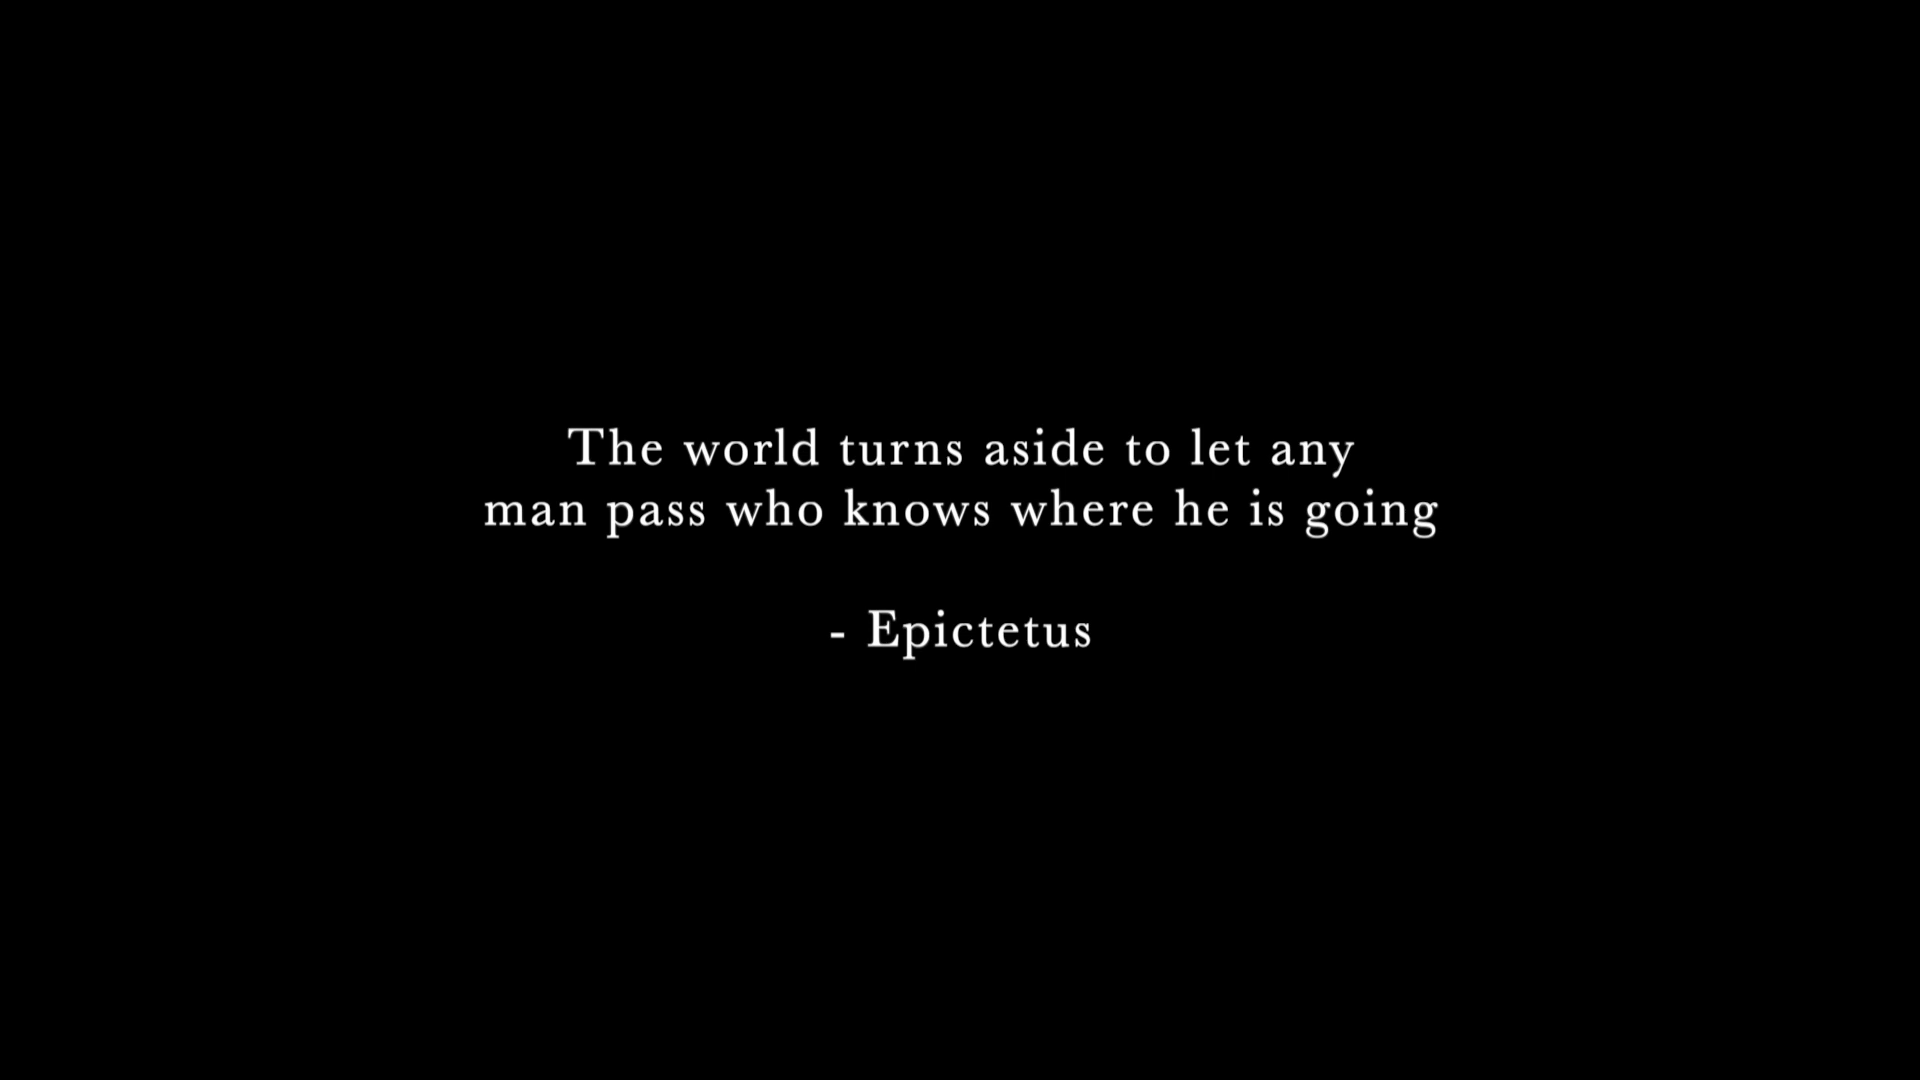 The world turns aside to let any
man pass who knows where he is going
- Epictetus